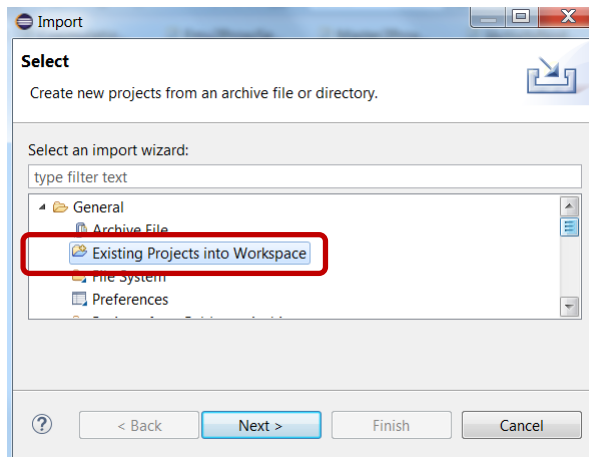 Import
Select
Create new projects from an archive file or directory.
Select an import wizard:
type filter text
General
Archive File
Existing Projects into Workspace
File System
Preferences
?
< Back
Next >
Finish
Cancel